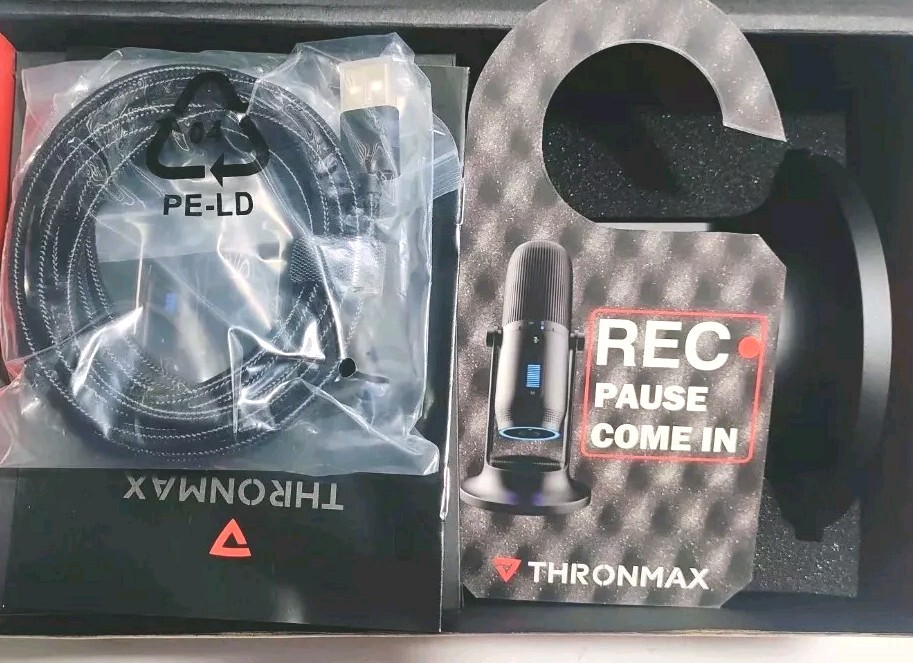 04
PE-LD
THRONMAX
REC
PAUSE
COME IN
THRONMAX